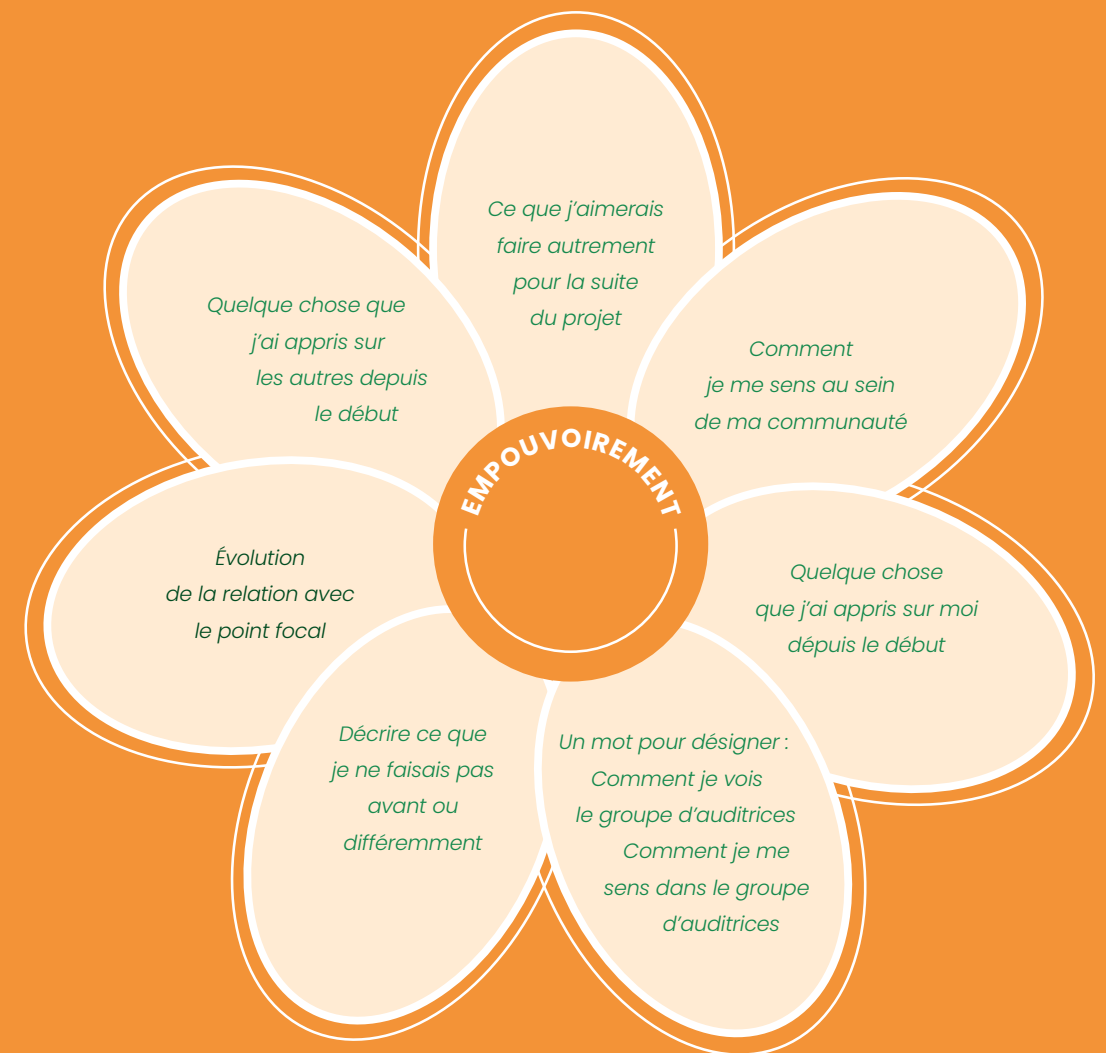 Ce que j’aimerais
faire autrement
pour la suite
du projet
Quelque chose que
j’ai appris sur
les autres depuis
le début
Comment
je me sens au sein
de ma communauté
EMPOUVOIREMENT
Évolution
de la relation avec
le point focal
Quelque chose
que j’ai appris sur moi
dépuis le début
Décrire ce que
je ne faisais pas
avant ou
différemment
Un mot pour désigner :
Comment je vois
le groupe d’auditrices
Comment je me
sens dans le groupe
d’auditrices